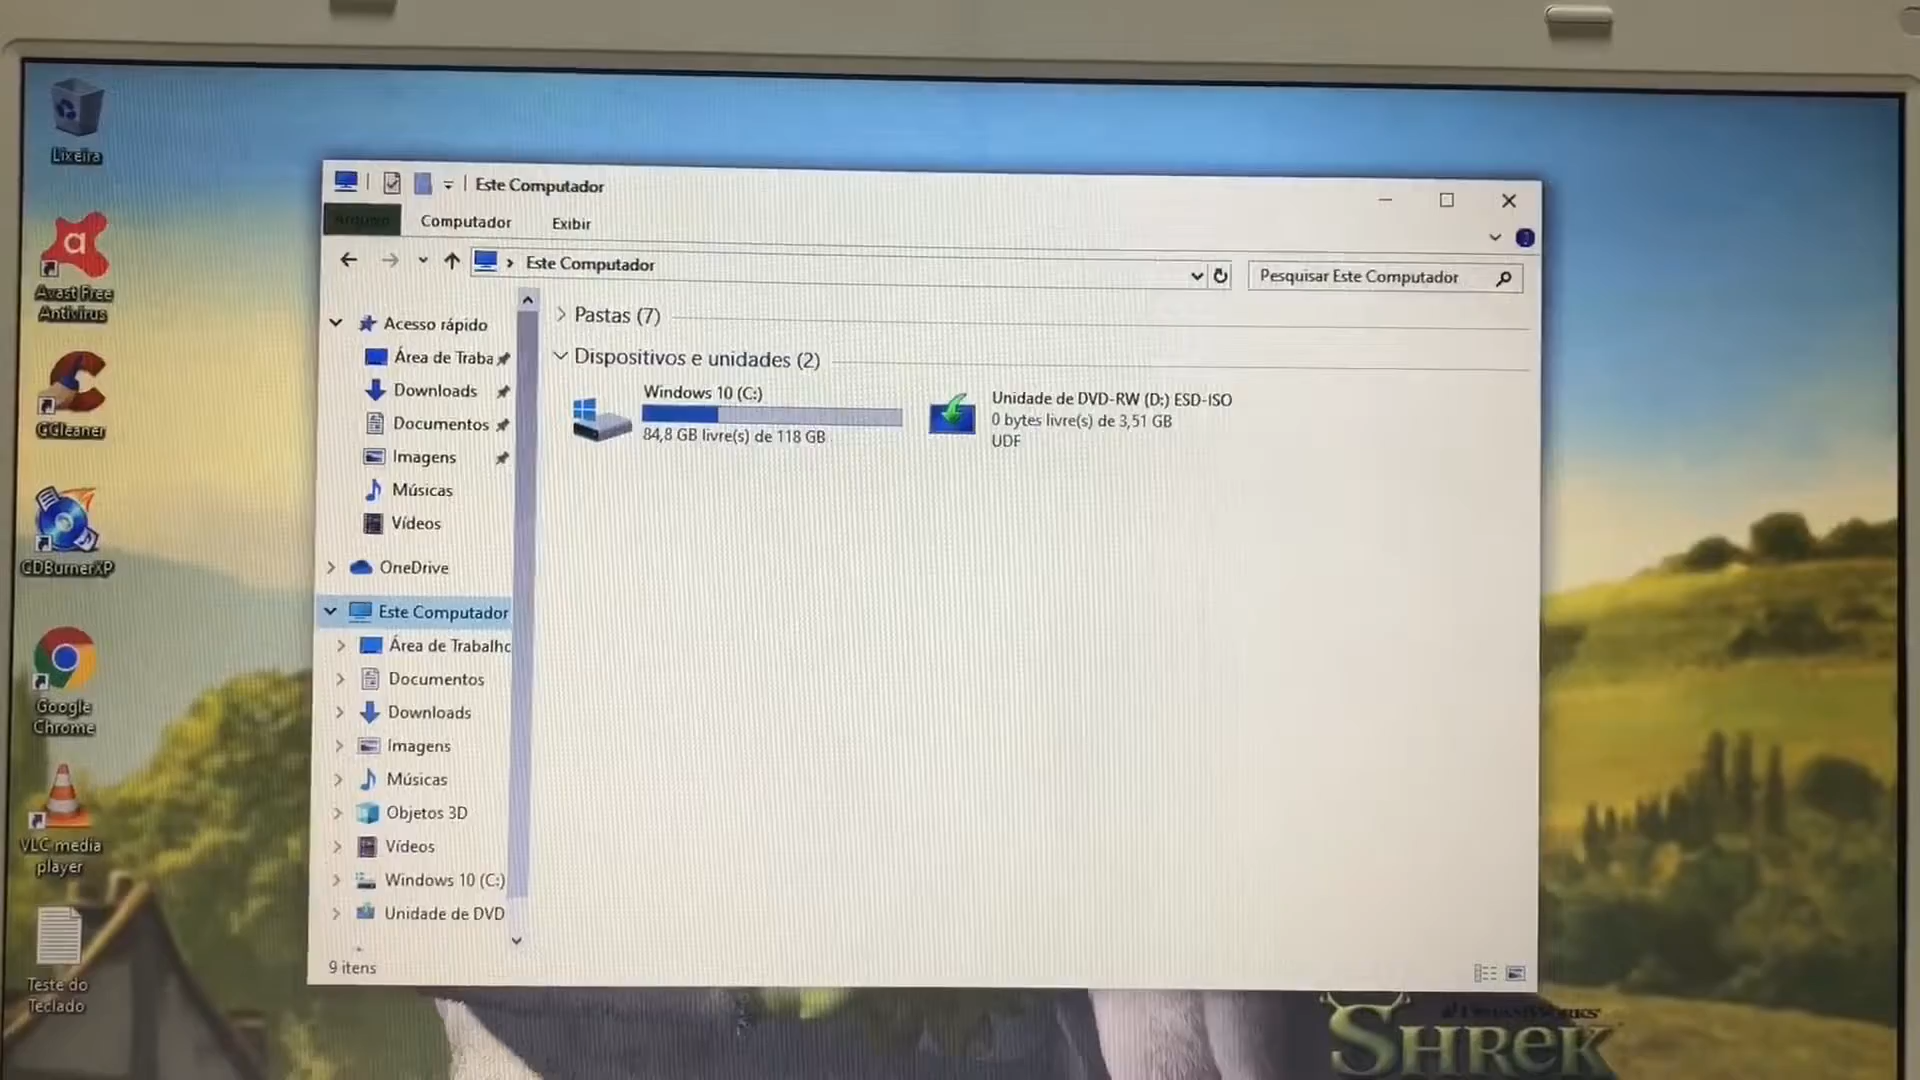 Lixeira
Avast Free
Antivirus
CCleaner
CDBurnerXP
Google
Chrome
VLC media
player
Teste do
Teclado
Este Computador
Arquivo
Computador
Exibir
Este Computador
Pesquisar Este Computador
Acesso rápido
Área de Traba
Downloads
Documentos
Imagens
Músicas
Vídeos
OneDrive
Este Computador
Área de Trabalho
Documentos
Downloads
Imagens
Músicas
Objetos 3D
Vídeos
Windows 10 (C:)
Unidade de DVD
9 itens
Pastas (7)
Dispositivos e unidades (2)
Windows 10 (C:)
84,8 GB livre(s) de 118 GB
Unidade de DVD-RW (D:) ESD-ISO
0 bytes livre(s) de 3,51 GB
UDF
DreamWorks'
SHREK